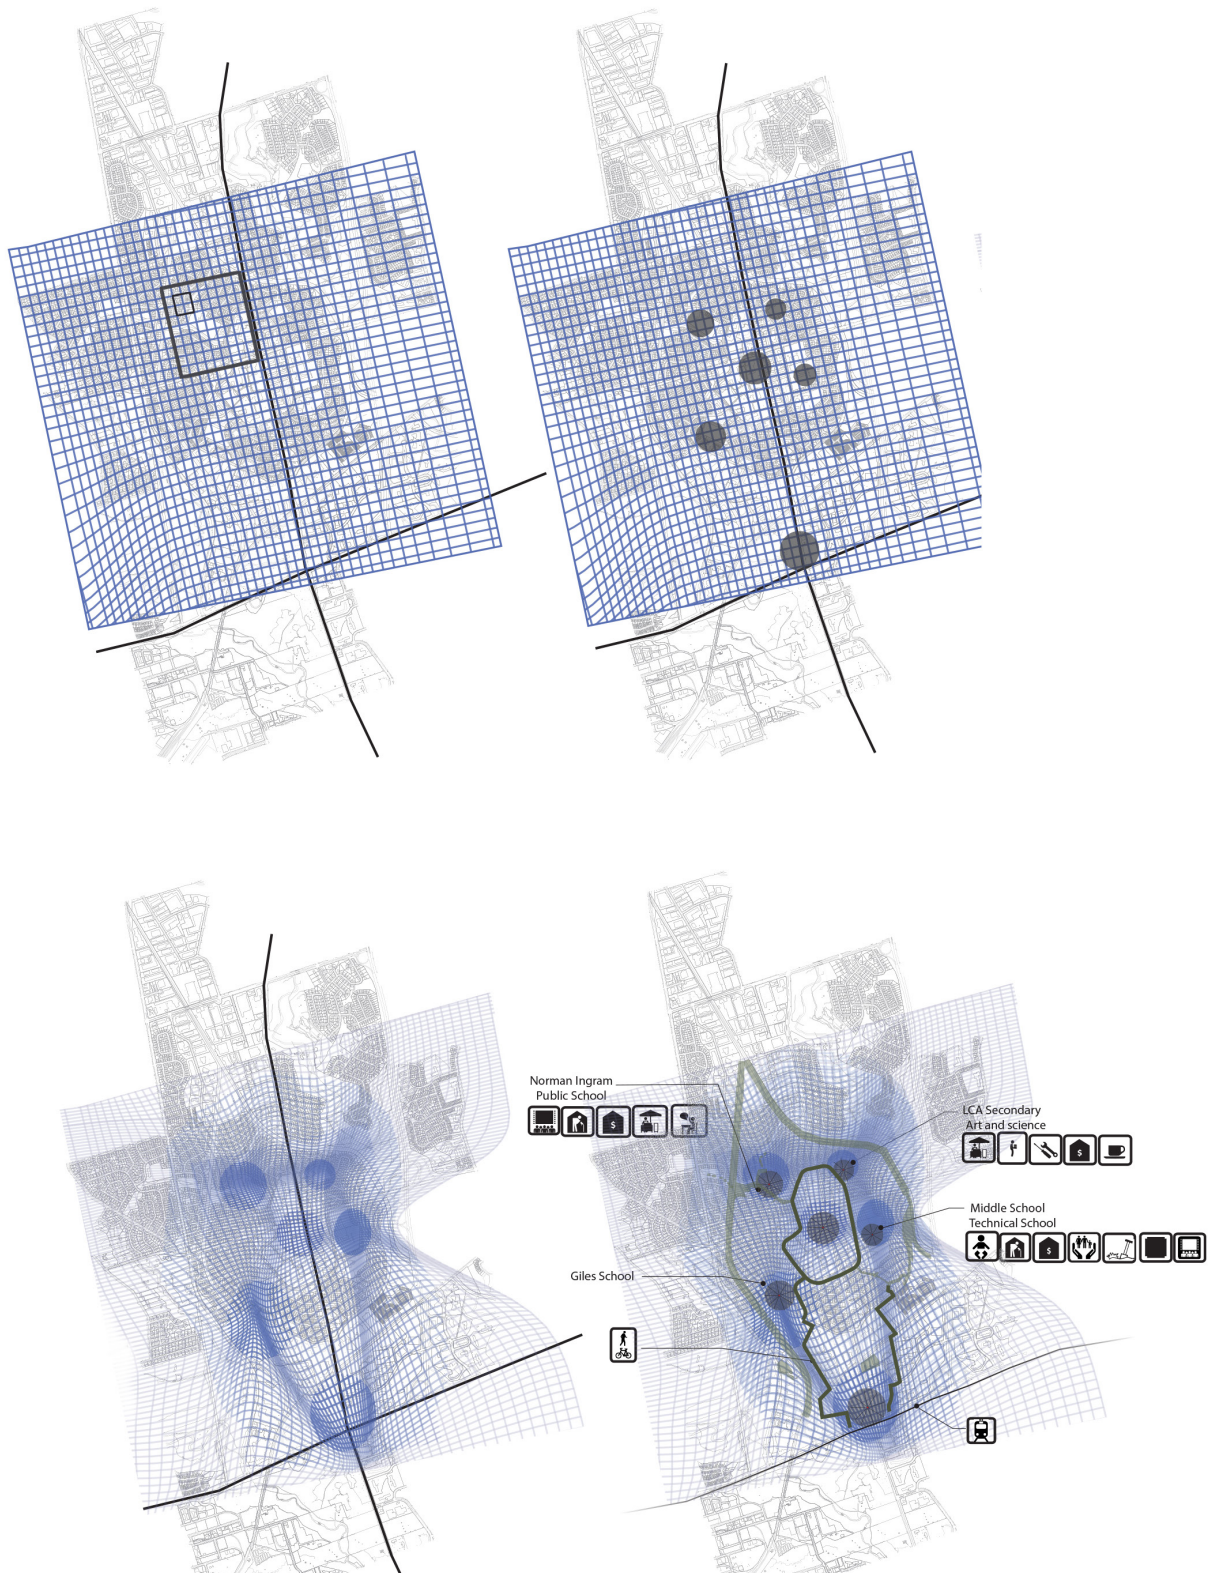 Norman Ingram
Public School
LCA Secondary
Art and science
Middle School
Technical School
Giles School